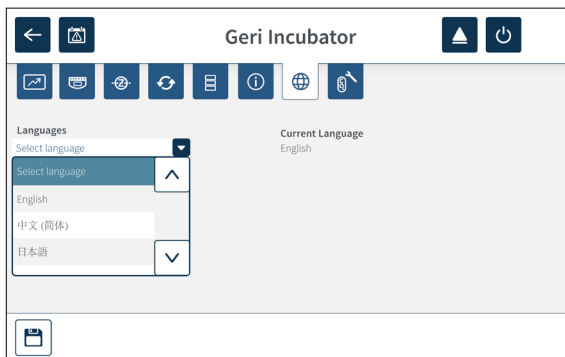 Geri Incubator
Languages
Select language
Select language
English
中文 (简体)
日本語
Current Language
English